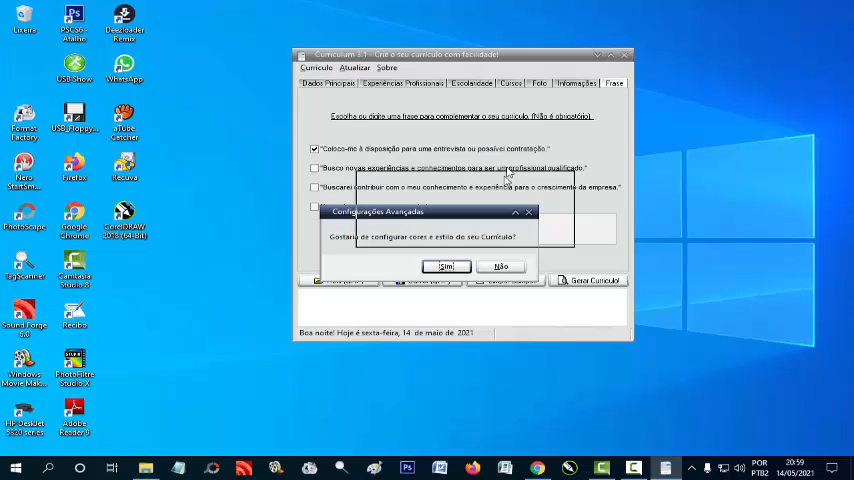 Lixeira
PSCS6 -
Atalho
Deezloader
Remix
USB Show
WhatsApp
Format
Factory
USB_Floppy...
aTube
Catcher
Nero
StartSm...
Firefox
Recuva
PhotoScape
Google
Chrome
CorelDRAW
2018 (64-Bit)
TagScanner
Camtasia
Studio 8
Sound Forge
6.0
Recibo
Windows
Movie Mak...
PhotoFiltre
Studio X
HP DeskJet
3820 series
Adobe
Reader 9
Curriculum 3.1 - Crie o seu currículo com facilidade!
Currículo Atualizar Sobre
Dados Principais Experiências Profissionais Escolaridade Cursos Foto Informações Frase
Escolha ou digite uma frase para complementar o seu currículo. (Não é obrigatório)
"Coloco-me à disposição para uma entrevista ou possível contratação."
"Busco novas experiências e conhecimentos para ser um profissional qualificado."
"Buscarei contribuir com o meu conhecimento e experiência para o crescimento da empresa."
Configurações Avançadas
Gostaria de configurar cores e estilo do seu Currículo?
Sim
Não
Gerar Currículo!
Boa noite! Hoje é sexta-feira, 14 de maio de 2021
POR
PTB2
20:59
14/05/2021